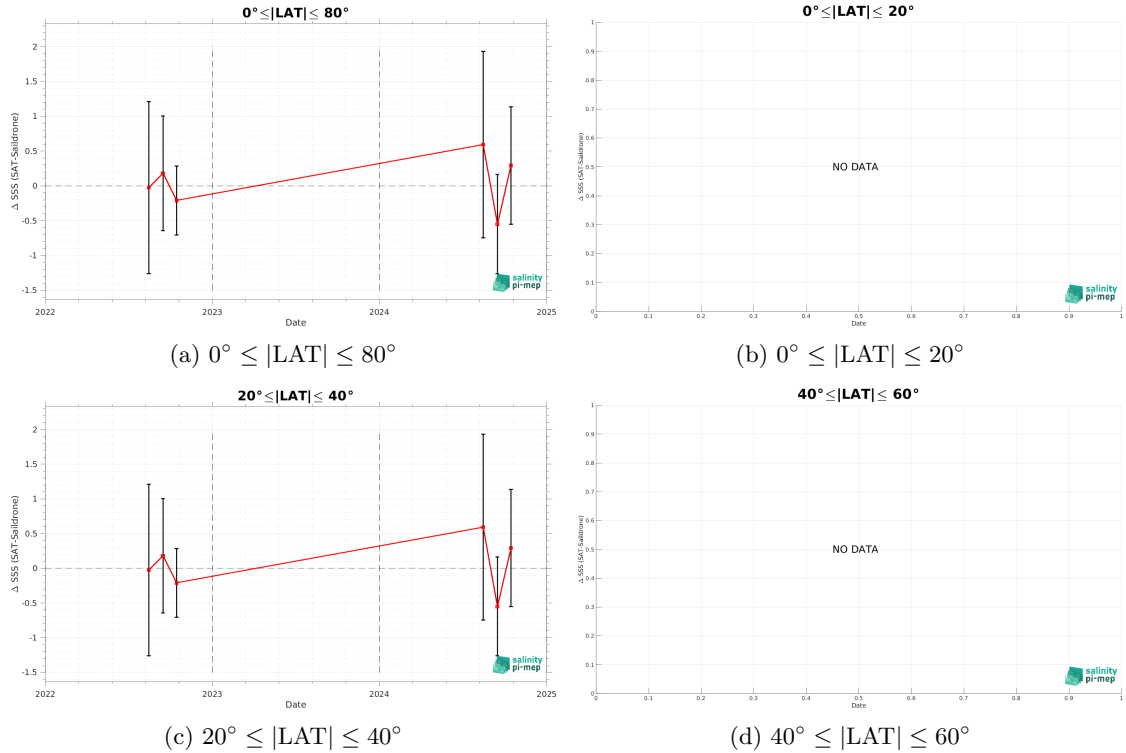 0°≤|LAT|≤ 80°
2
1.5
1
0.5
0
-0.5
-1
-1.5
Δ SSS (SAT-Saildrone)
2022
2023
2024
2025
Date
salinity
pi-mep
(a) 0° ≤ |LAT| ≤ 80°
0°≤|LAT|≤ 20°
1
0.9
0.8
0.7
0.6
0.5
0.4
0.3
0.2
0.1
0
Δ SSS (SAT-Saildrone)
NO DATA
0
0.1
0.2
0.3
0.4
0.5
0.6
0.7
0.8
0.9
1
Date
salinity
pi-mep
(b) 0° ≤ |LAT| ≤ 20°
20°≤|LAT|≤ 40°
2
1.5
1
0.5
0
-0.5
-1
-1.5
Δ SSS (SAT-Saildrone)
2022
2023
2024
2025
Date
salinity
pi-mep
(c) 20° ≤ |LAT| ≤ 40°
40°≤|LAT|≤ 60°
1
0.9
0.8
0.7
0.6
0.5
0.4
0.3
0.2
0.1
0
Δ SSS (SAT-Saildrone)
NO DATA
0
0.1
0.2
0.3
0.4
0.5
0.6
0.7
0.8
0.9
1
Date
salinity
pi-mep
(d) 40° ≤ |LAT| ≤ 60°